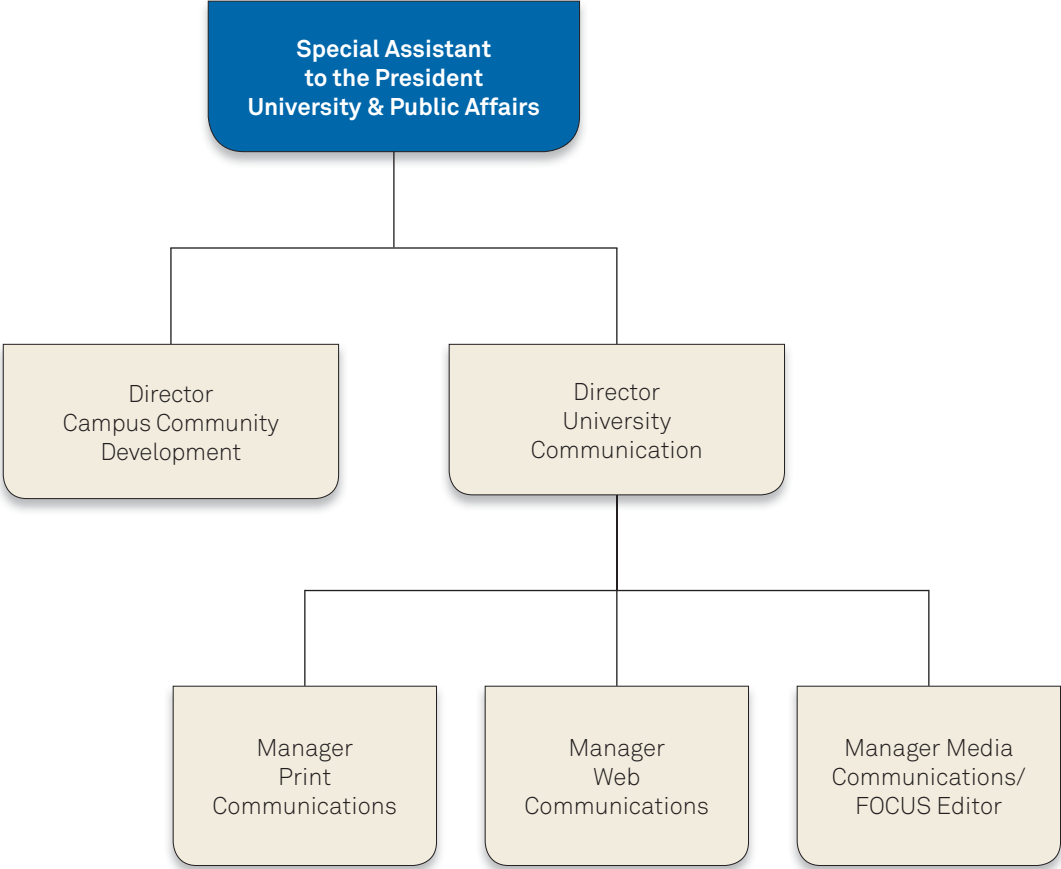 Special Assistant
to the President
University & Public Affairs
Director
Campus Community
Development
Director
University
Communication
Manager
Print
Communications
Manager
Web
Communications
Manager Media
Communications/
FOCUS Editor